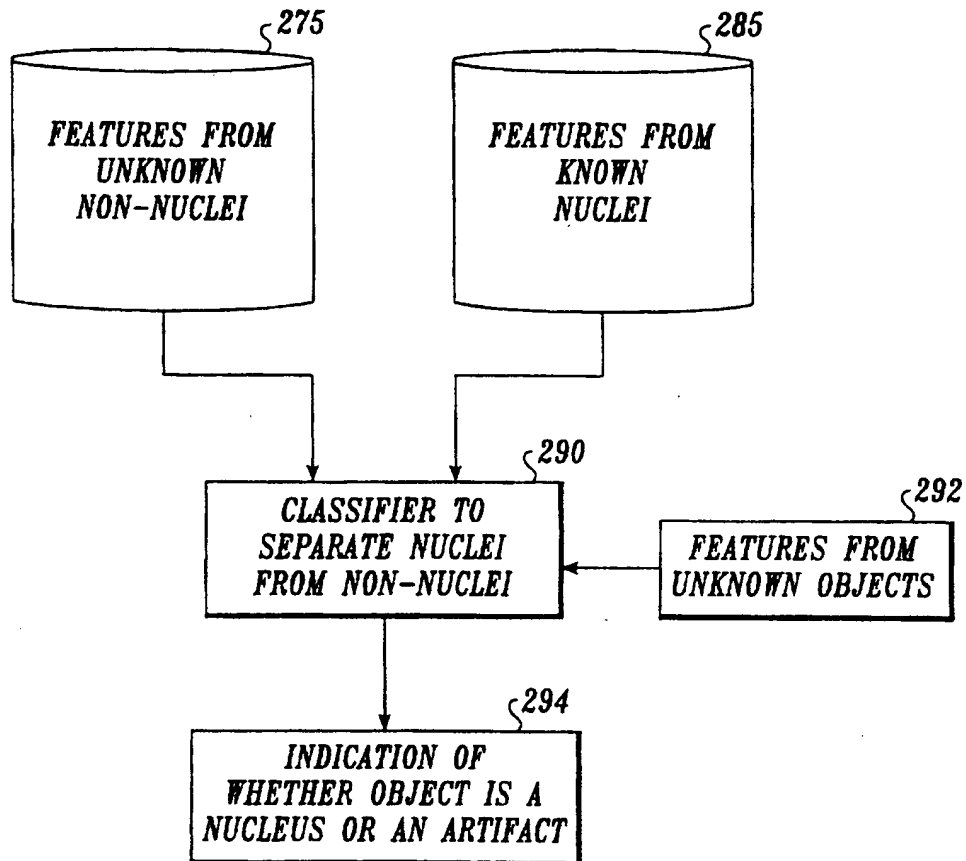 275
FEATURES FROM
UNKNOWN
NON-NUCLEI
285
FEATURES FROM
KNOWN
NUCLEI
290
CLASSIFIER TO
SEPARATE NUCLEI
FROM NON-NUCLEI
292
FEATURES FROM
UNKNOWN OBJECTS
294
INDICATION OF
WHETHER OBJECT IS A
NUCLEUS OR AN ARTIFACT